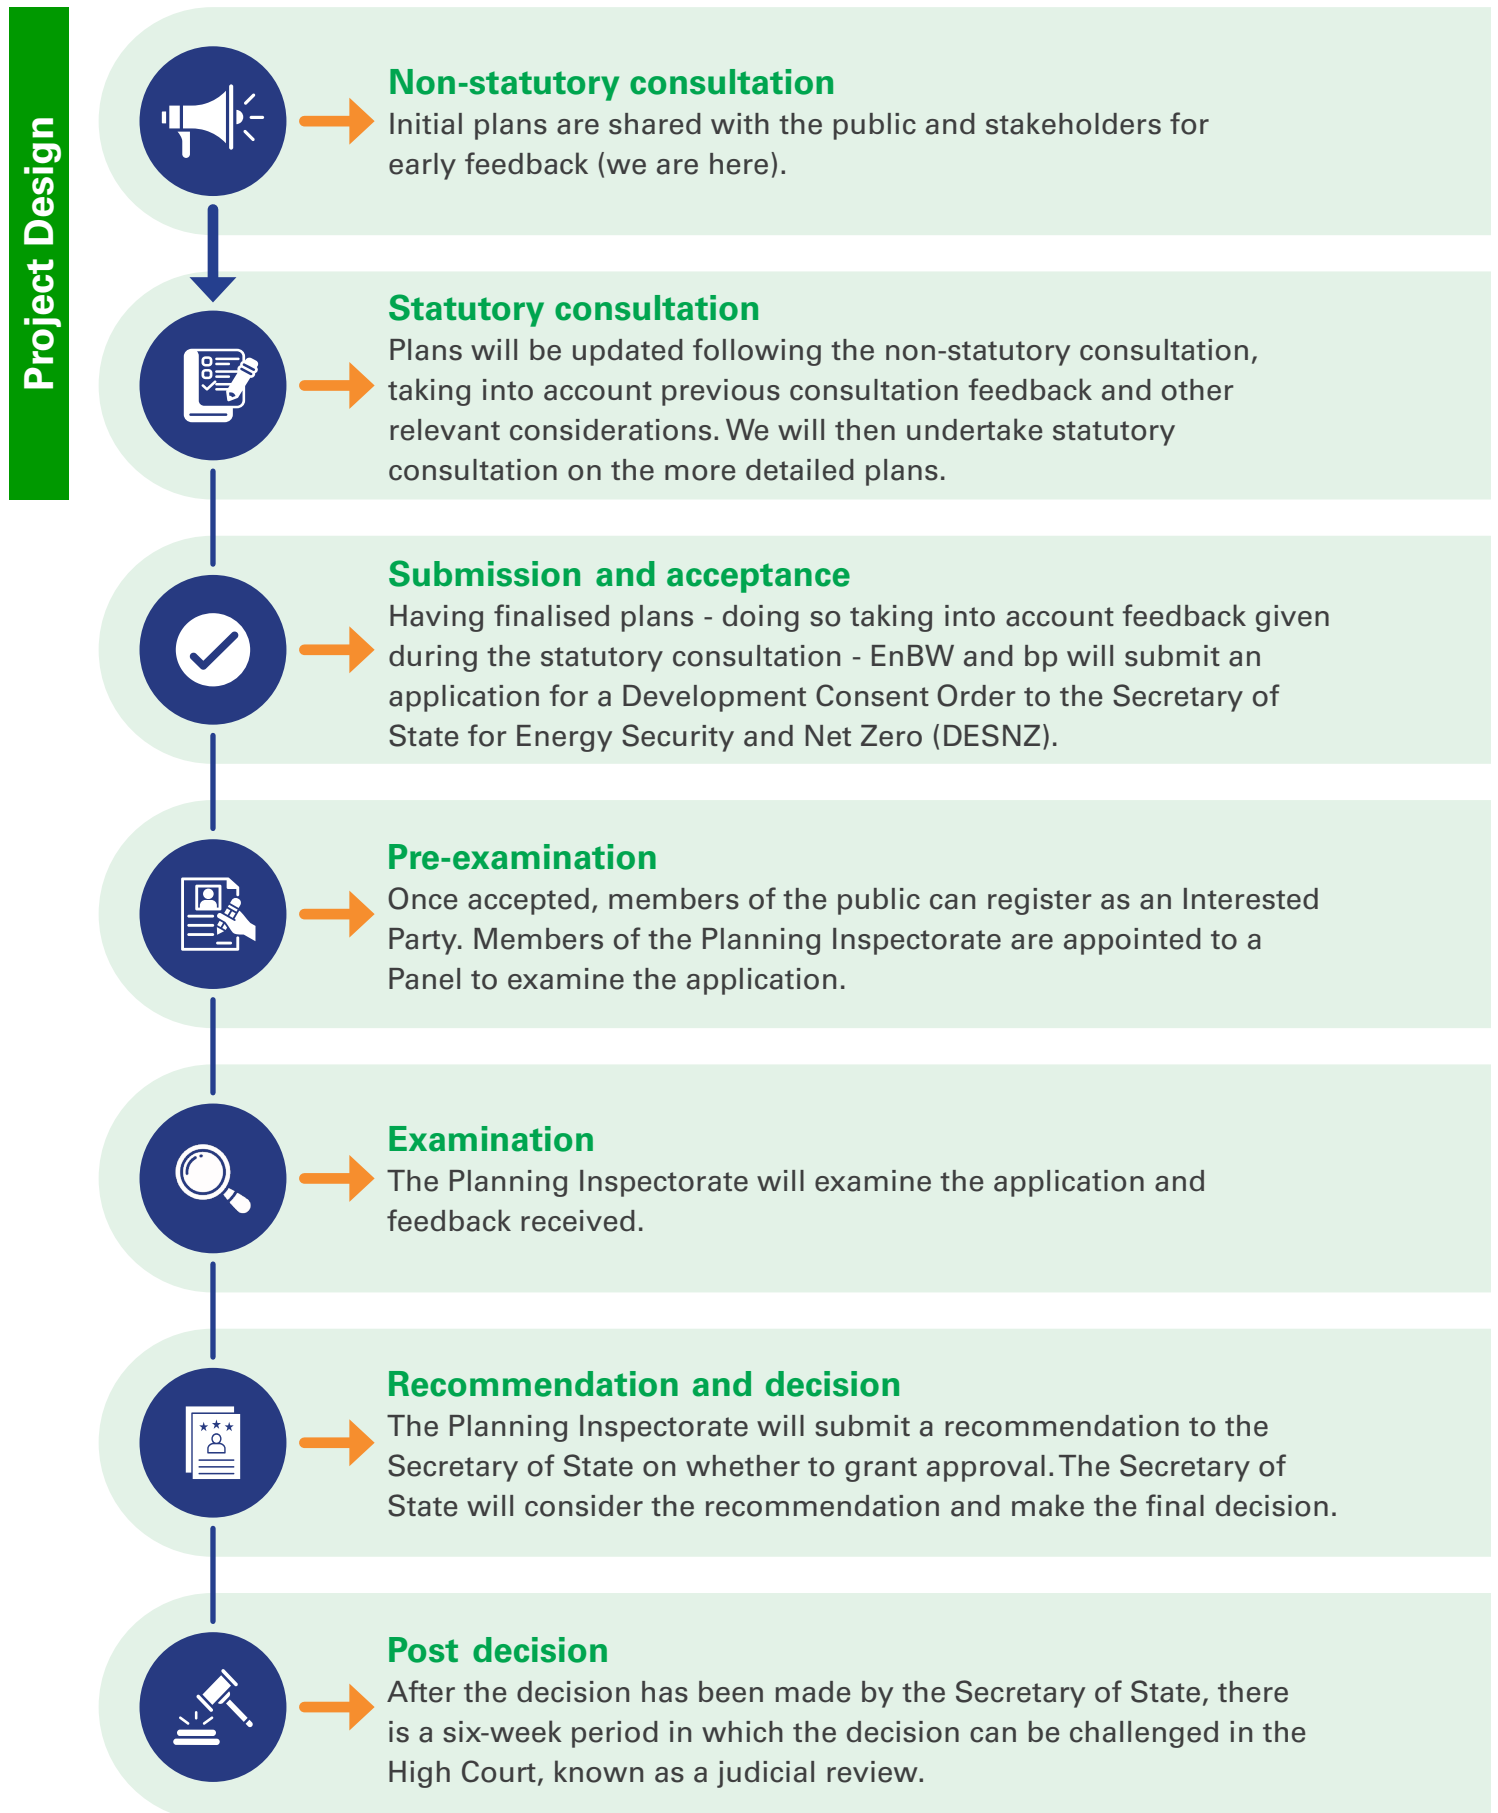 Project Design
Non-statutory consultation
Initial plans are shared with the public and stakeholders for
early feedback (we are here).
Statutory consultation
Plans will be updated following the non-statutory consultation,
taking into account previous consultation feedback and other
relevant considerations. We will then undertake statutory
consultation on the more detailed plans.
Submission and acceptance
Having finalised plans - doing so taking into account feedback given
during the statutory consultation - EnBW and bp will submit an
application for a Development Consent Order to the Secretary of
State for Energy Security and Net Zero (DESNZ).
Pre-examination
Once accepted, members of the public can register as an Interested
Party. Members of the Planning Inspectorate are appointed to a
Panel to examine the application.
Examination
The Planning Inspectorate will examine the application and
feedback received.
Recommendation and decision
The Planning Inspectorate will submit a recommendation to the
Secretary of State on whether to grant approval. The Secretary of
State will consider the recommendation and make the final decision.
Post decision
After the decision has been made by the Secretary of State, there
is a six-week period in which the decision can be challenged in the
High Court, known as a judicial review.